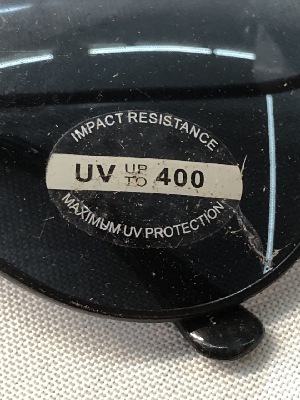 IMPACT RESISTANCE
UV UP TO 400
MAXIMUM UV PROTECTION